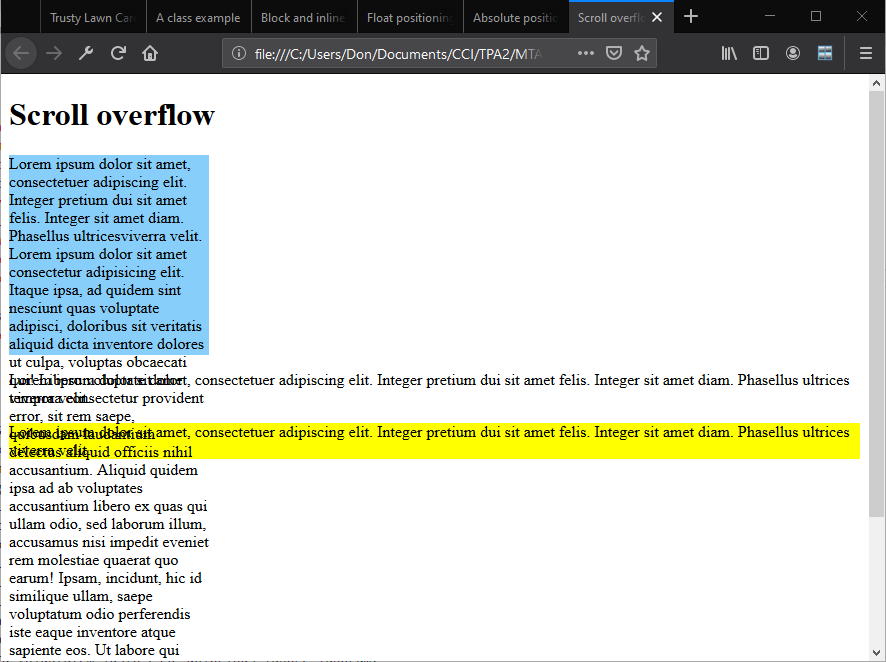 Trusty Lawn Care
A class example
Block and inline
Float positioning
Absolute positio
Scroll overflo
file:///C:/Users/Don/Documents/CCI/TPA2/MTA
Scroll overflow
Lorem ipsum dolor sit amet,
consectetuer adipiscing elit.
Integer pretium dui sit amet
felis. Integer sit amet diam.
Phasellus ultricesviverra velit.
Lorem ipsum dolor sit amet
consectetur adipisicing elit.
Itaque ipsa, ad quidem sint
nesciunt quas voluptate
adipisci, doloribus sit veritatis
aliquid dicta inventore dolores
ut culpa, voluptas obcaecati
Lorem ipsum dolor sit amet, consectetuer adipiscing elit. Integer pretium dui sit amet felis. Integer sit amet diam. Phasellus ultrices
viverra velit.
consectetur provident
error, sit rem saepe,
quibusdam laudantium
Lorem ipsum dolor sit amet, consectetuer adipiscing elit. Integer pretium dui sit amet felis. Integer sit amet diam. Phasellus ultrices
viverra velit.
delectus aliquid officiis nihil
accusantium. Aliquid quidem
ipsa ad ab voluptates
accusantium libero ex quas qui
ullam odio, sed laborum illum,
accusamus nisi impedit eveniet
rem molestiae quaerat quo
earum! Ipsam, incidunt, hic id
similique ullam, saepe
voluptatum odio perferendis
iste eaque inventore atque
sapiente eos. Ut labore qui